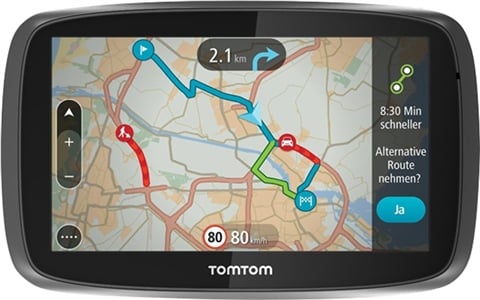 2.1 km
8:30 Min
schneller
Alternative
Route
nehmen?
Ja
80 80 km/h
TOMTOM